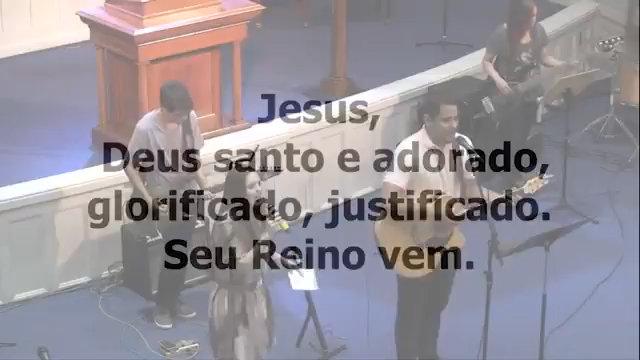 Jesus,
Deus santo e adorado,
glorificado, justificado.
Seu Reino vem.